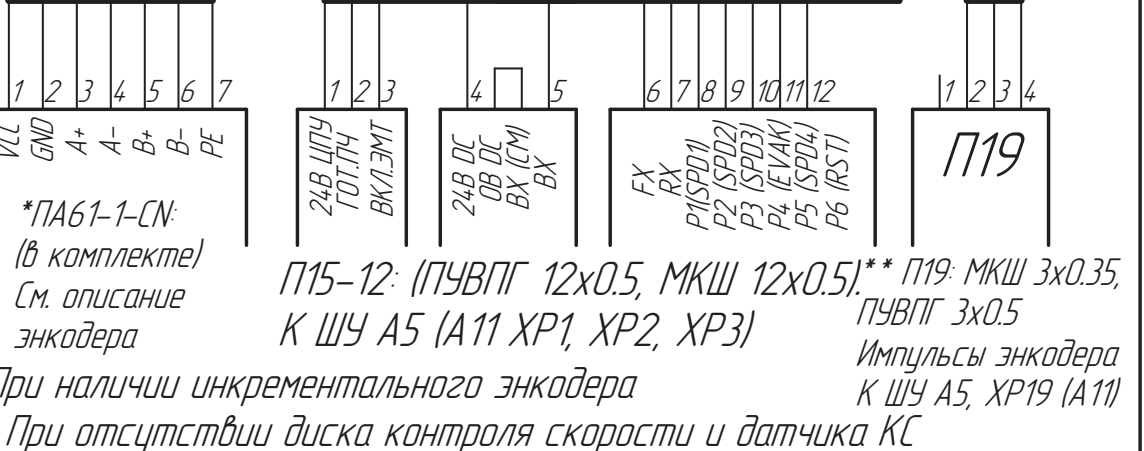 1 2 3 4 5 6 7
1 2 3
4 5
6 7 8 9 10 11 12
1 2 3 4
VCC
GND
A+
A-
B+
B-
PE
24В ЦПУ
ГОТ.ПЧ
ВКЛ.ЭМТ
24В DC
0В DC
ВХ (СМ)
ВХ
FX
RX
P1(SPD1)
P2 (SPD2)
P3 (SPD3)
P4 (EVAK)
P5 (SPD4)
P6 (RST)
П19
*ПА61-1-CN:
(в комплекте)
См. описание
энкодера
П15-12: (ПУВПГ 12х0.5, МКШ 12х0.5).
К ШУ А5 (А11 ХР1, ХР2, ХР3)
** П19: МКШ 3х0.35,
ПУВПГ 3х0.5
Импульсы энкодера
К ШУ А5, ХР19 (А11)
При наличии инкрементального энкодера
При отсутствии диска контроля скорости и датчика КС